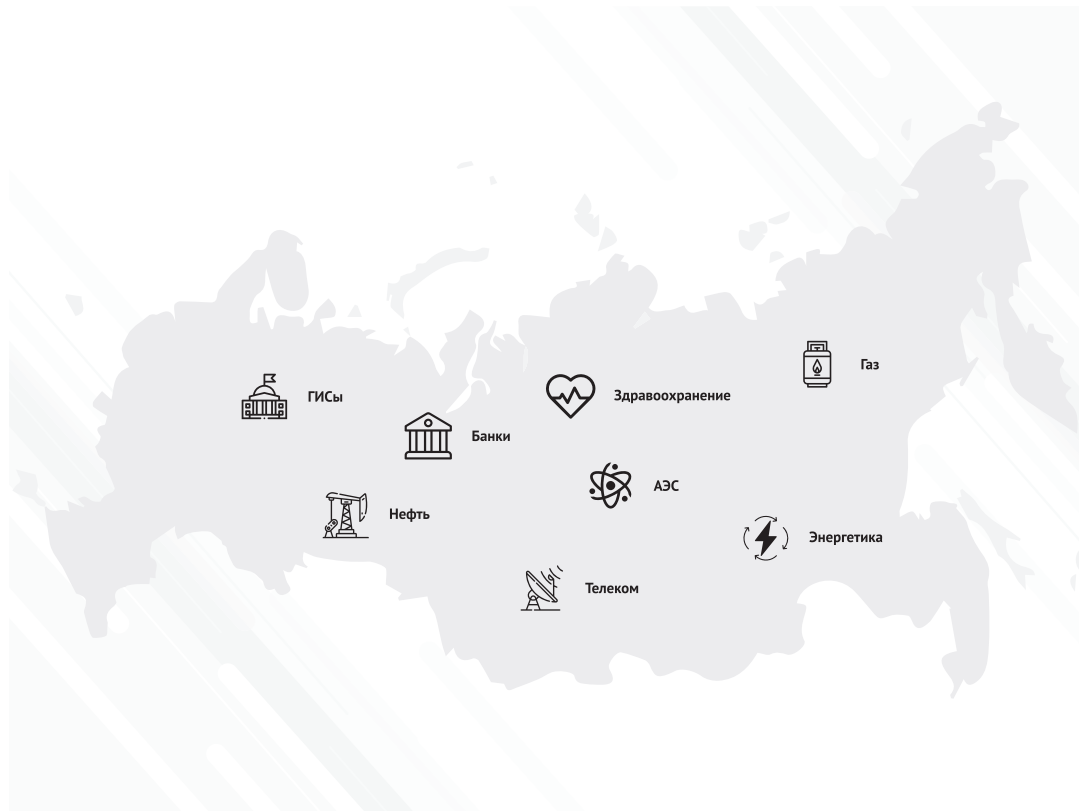 Газ
ГИСы
Здравоохранение
Банки
АЭС
Нефть
Энергетика
Телеком